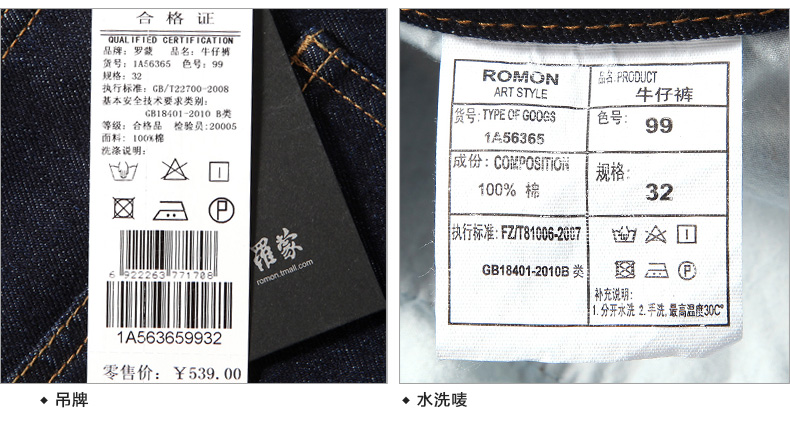 合格证
QUALIFIED CERTIFICATION
品牌：罗蒙 品名：牛仔裤
货号：1A56365 色号：99
规格：32
执行标准：GB/T22700-2008
基本安全技术要求类别：
GB18401-2010 B类
等级：合格品 检验员:20005
面料：100%棉
洗涤说明：
6 922263 771708
1A563659932
零售价：￥539.00
羅蒙
romon.tmall.com
ROMON
ART STYLE
品名:PRODUCT
牛仔裤
货号:TYPE OF GOOGS
1A56365
色号:
99
成份：COMPOSITION
100% 棉
规格:
32
执行标准: FZ/T81006-2007
GB18401-2010B 类
补充说明:
1.分开水洗 2.手洗.最高温度30C°
◆ 吊牌
◆ 水洗唛